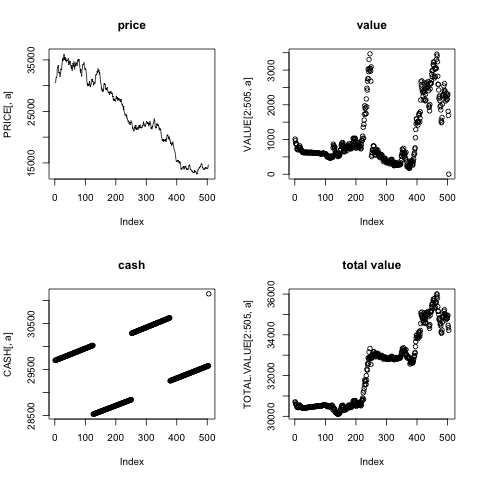 price
PRICE[, a]
15000 25000 35000
0 100 200 300 400 500
Index
value
VALUE[2:505, a]
0 1000 2000 3000
0 100 200 300 400 500
Index
cash
CASH[, a]
28500 29500 30500
0 100 200 300 400 500
Index
total value
TOTAL.VALUE[2:505, a]
30000 32000 34000 36000
0 100 200 300 400 500
Index